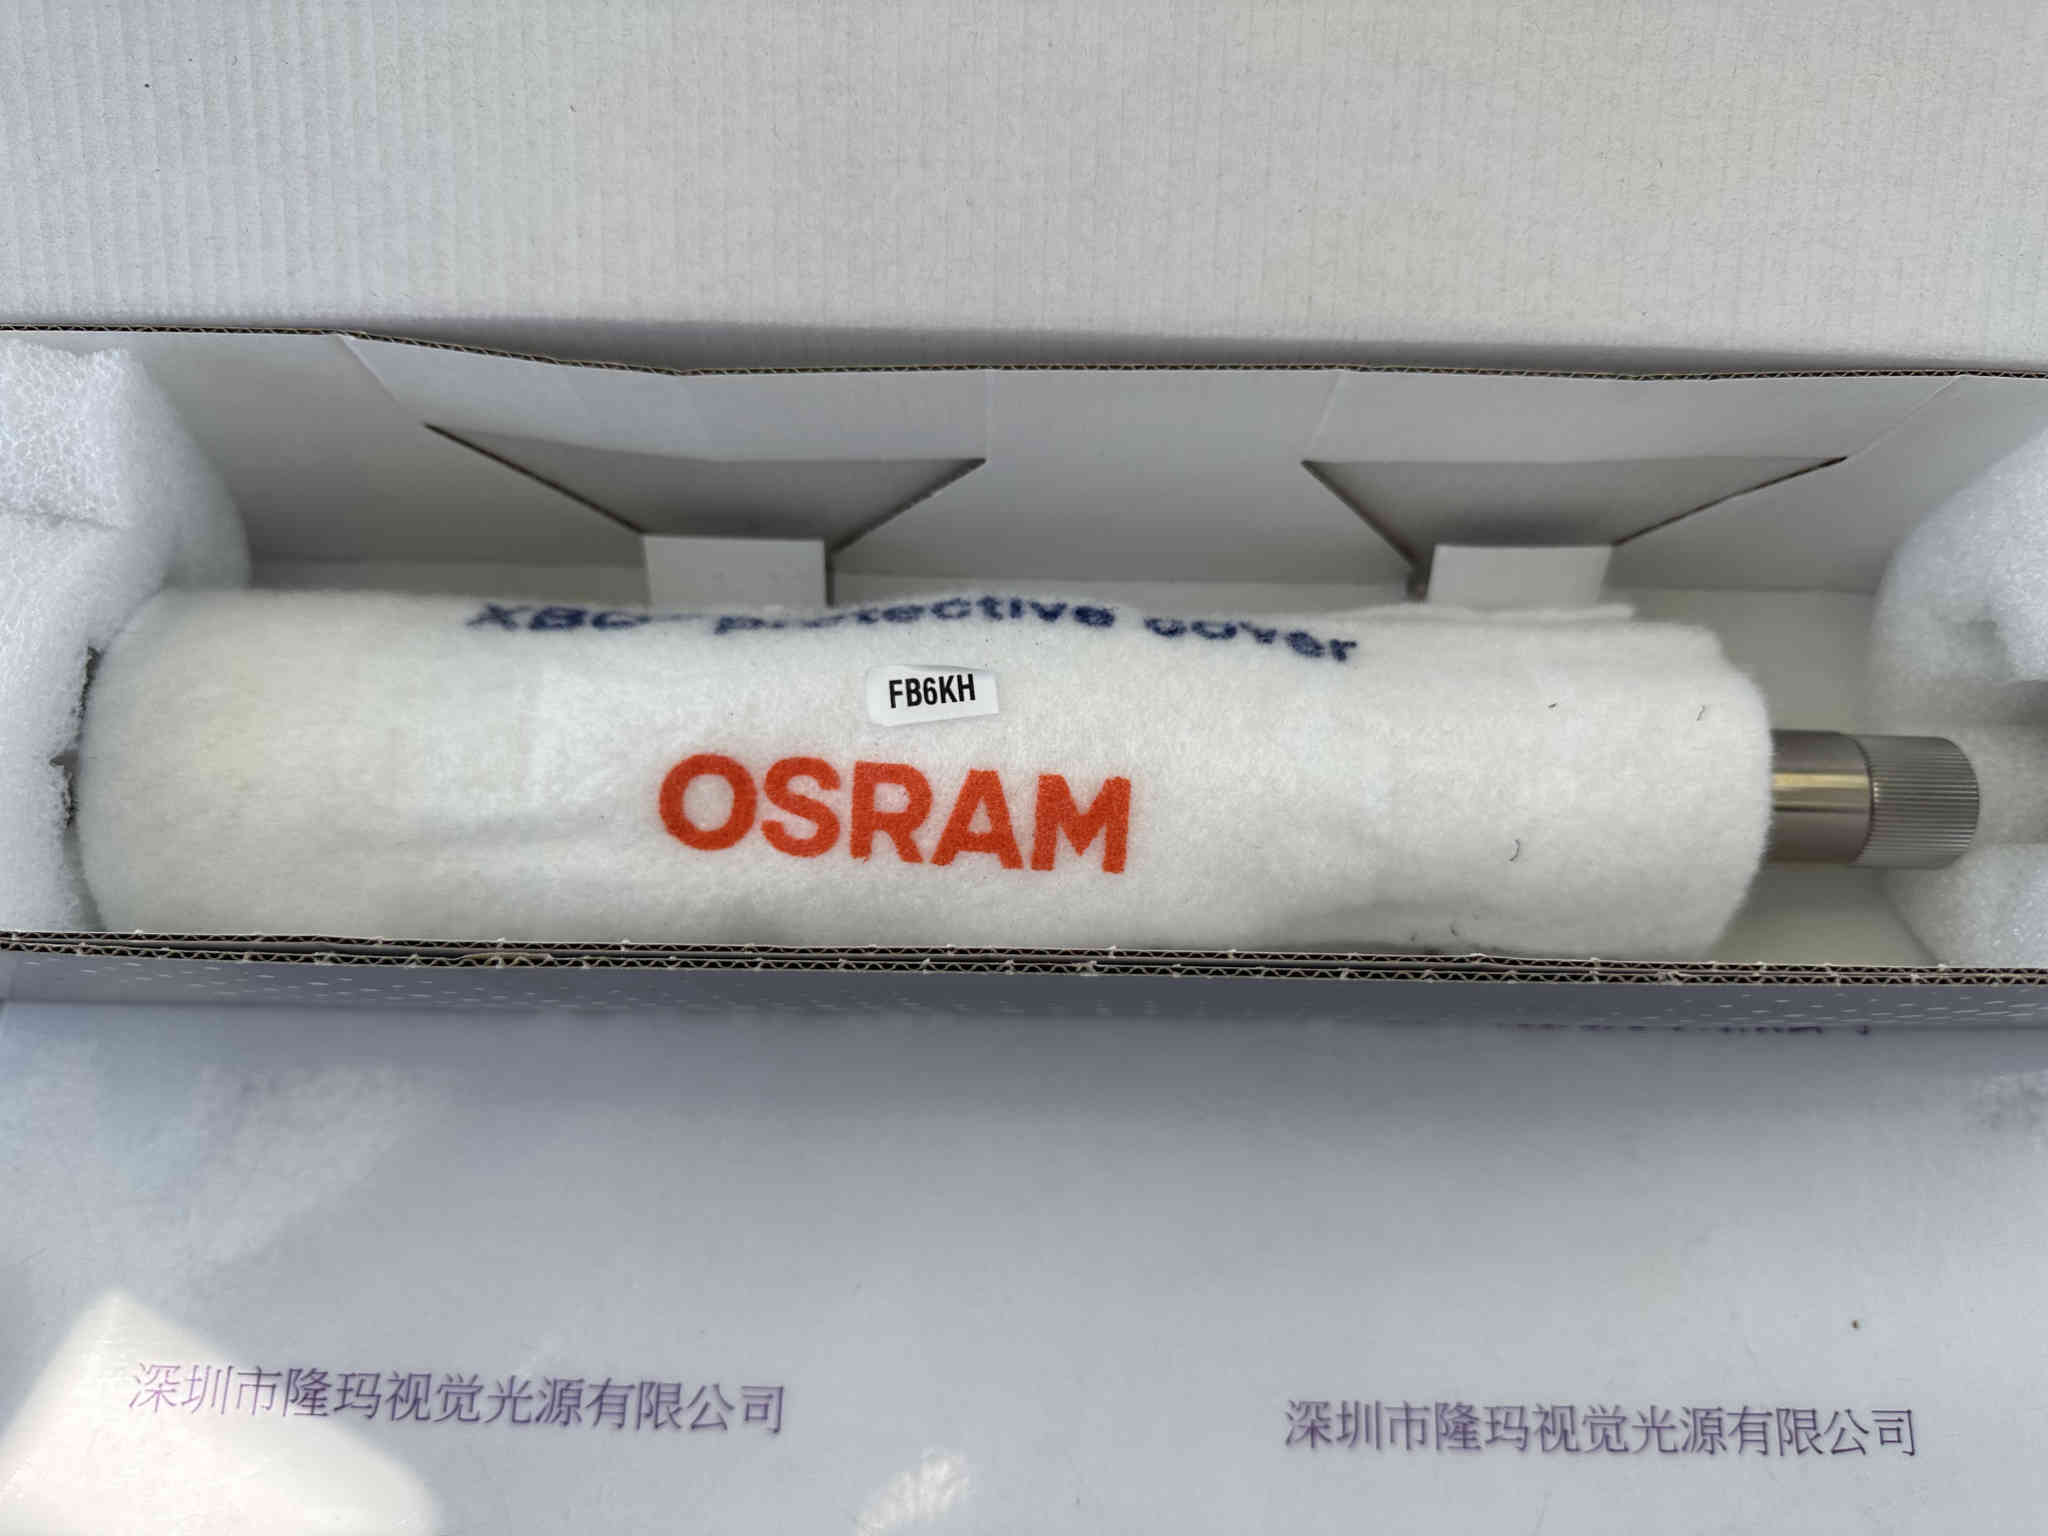 XBO protective cover
FB6KH
OSRAM
深圳市隆玛视觉光源有限公司
深圳市隆玛视觉光源有限公司